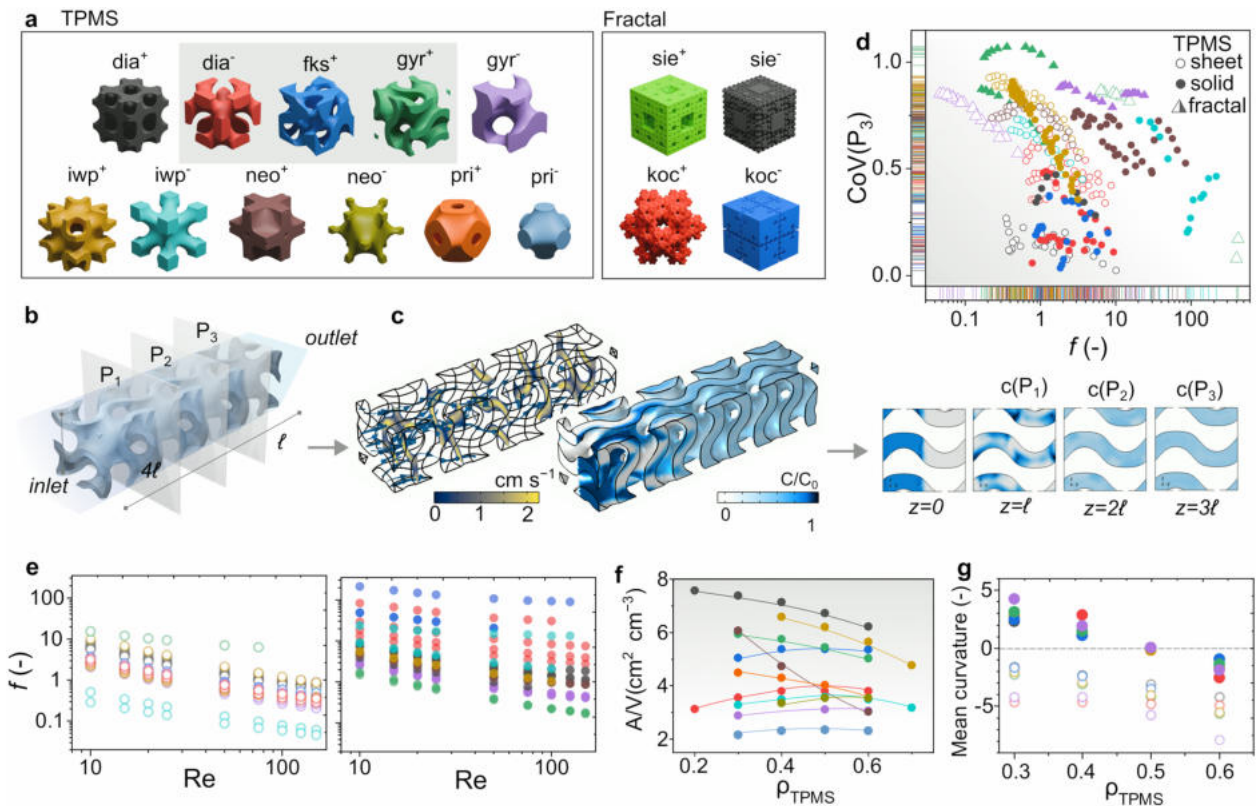 a TPMS
dia+ dia- fks+ gyr+ gyr-
iwp+ iwp- neo+ neo- pri+ pri-
Fractal
sie+ sie-
koc+ koc-
d
TPMS
sheet
solid
fractal
CoV(P3)
1.0
0.5
0.0
0.1 1 10 100
f (-)
b
P1 P2 P3
outlet
inlet
4ℓ
ℓ
c
cm s−1
0 1 2
C/C0
0 1
c(P1) c(P2) c(P3)
z=0 z=ℓ z=2ℓ z=3ℓ
e
f (-)
100
10
1
0.1
10 100
Re
10 100
Re
f
A/V(cm2 cm−3)
8
6
4
2
0.2 0.3 0.4 0.5 0.6 0.7
ρTPMS
g
Mean curvature (-)
5
0
-5
0.3 0.4 0.5 0.6
ρTPMS